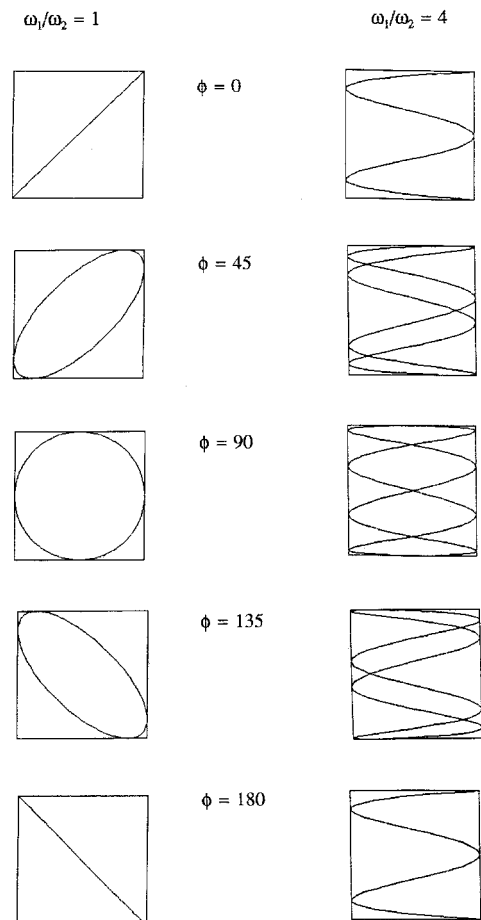 ω₁/ω₂ = 1
ω₁/ω₂ = 4
ϕ = 0
ϕ = 45
ϕ = 90
ϕ = 135
ϕ = 180